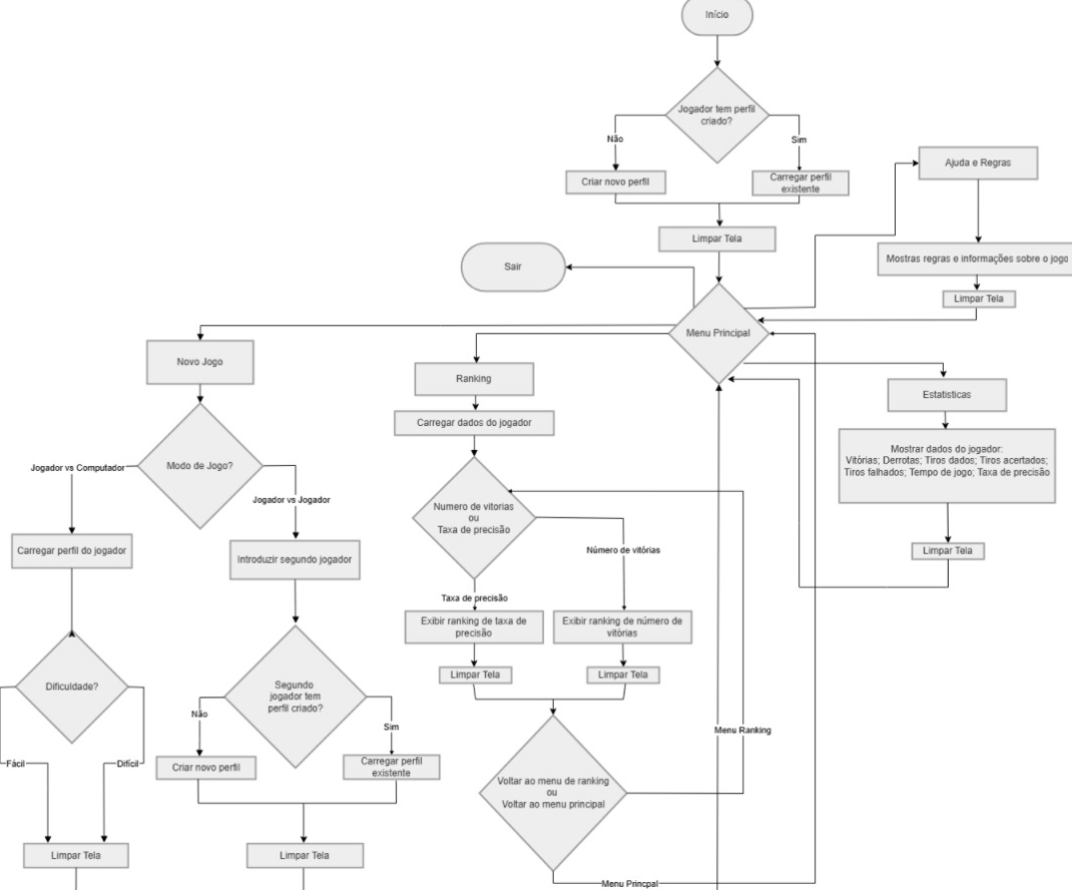 Início
Jogador tem perfil
criado?
Não
Sim
Criar novo perfil
Carregar perfil
existente
Limpar Tela
Ajuda e Regras
Mostras regras e informações sobre o jogo
Limpar Tela
Sair
Menu Principal
Novo Jogo
Modo de Jogo?
Jogador vs Computador
Jogador vs Jogador
Carregar perfil do jogador
Dificuldade?
Fácil
Difícil
Limpar Tela
Introduzir segundo jogador
Segundo
jogador tem
perfil criado?
Não
Sim
Criar novo perfil
Carregar perfil
existente
Limpar Tela
Ranking
Carregar dados do jogador
Numero de vitorias
ou
Taxa de precisão
Número de vitórias
Taxa de precisão
Exibir ranking de taxa de
precisão
Exibir ranking de número de
vitórias
Limpar Tela
Limpar Tela
Voltar ao menu de ranking
ou
Voltar ao menu principal
Menu Ranking
Menu Princpal
Estatisticas
Mostrar dados do jogador:
Vitórias; Derrotas; Tiros dados; Tiros acertados;
Tiros falhados; Tempo de jogo; Taxa de precisão
Limpar Tela